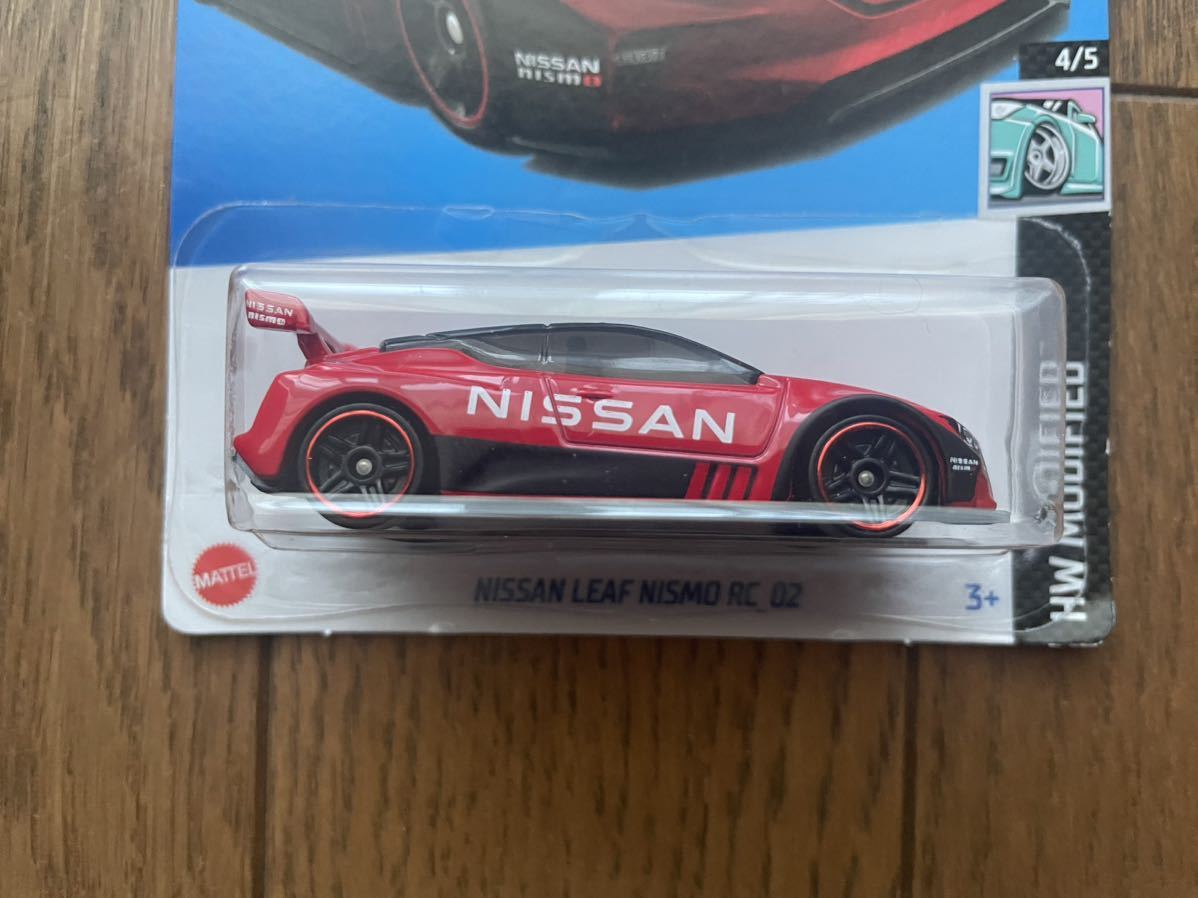 NISSAN
nismo
4/5
NISSAN
nismo
NISSAN
NISSAN
nismo
HW MODIFIED
MATTEL
NISSAN LEAF NISMO RC_02
3+